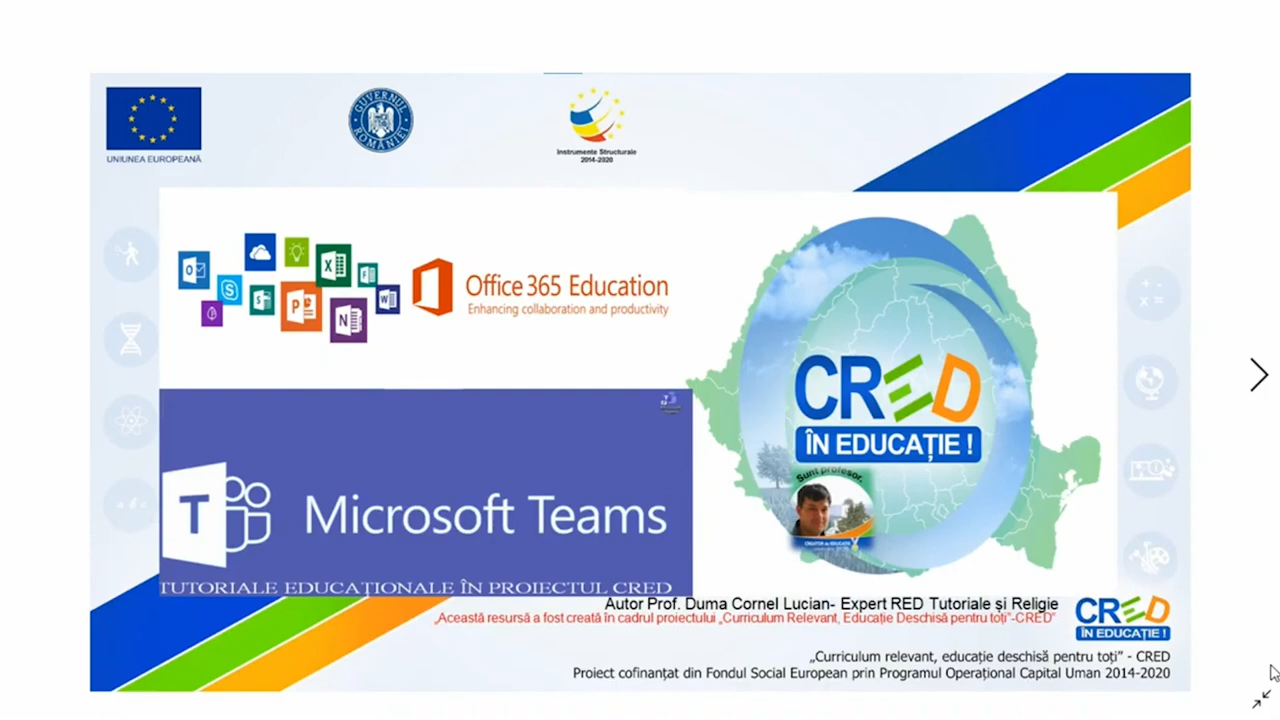 UNIUNEA EUROPEANĂ
GUVERNUL ROMÂNIEI
Instrumente Structurale
2014-2020
Office 365 Education
Enhancing collaboration and productivity
CRED
ÎN EDUCAȚIE !
Sunt profesor.
T
Microsoft Teams
TUTORIALE EDUCAȚIONALE ÎN PROIECTUL CRED
Autor Prof. Duma Cornel Lucian- Expert RED Tutoriale și Religie
„Această resursă a fost creată în cadrul proiectului „Curriculum Relevant, Educație Deschisă pentru toți”-CRED”
CRED
ÎN EDUCAȚIE !
„Curriculum relevant, educație deschisă pentru toți” - CRED
Proiect cofinanțat din Fondul Social European prin Programul Operațional Capital Uman 2014-2020